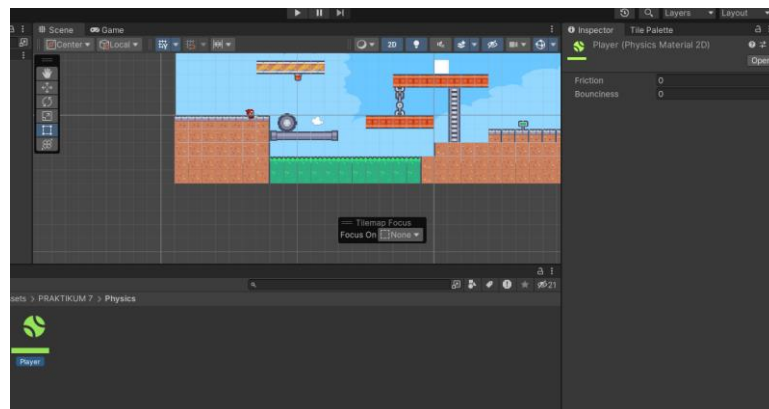 Layers Layout
Scene Game
Inspector Tile Palette
Center Local
2D
Player (Physics Material 2D)
Open
Friction 0
Bounciness 0
Tilemap Focus
Focus On None
21
sets > PRAKTIKUM 7 > Physics
Player